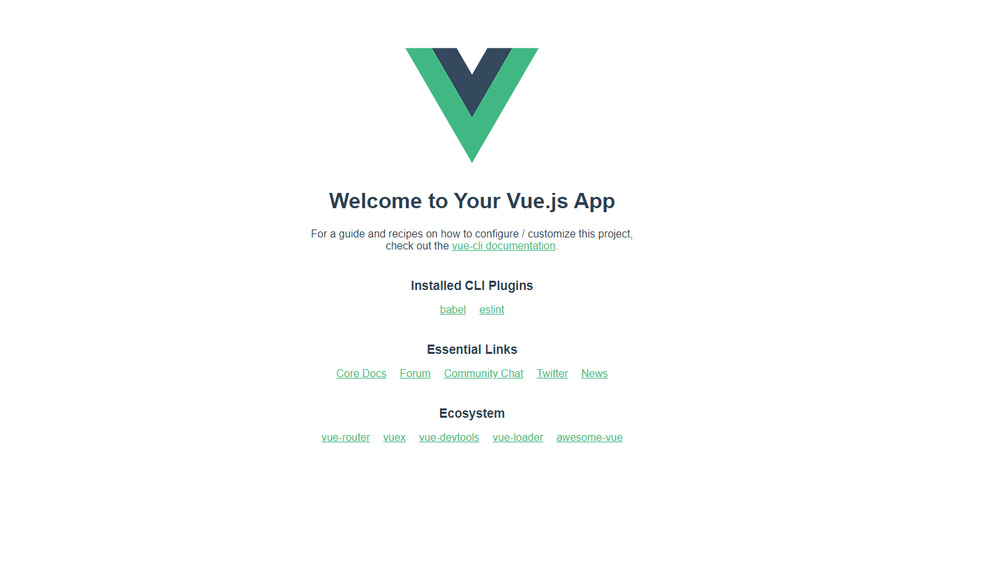 Welcome to Your Vue.js App
For a guide and recipes on how to configure / customize this project,
check out the vue-cli documentation.
Installed CLI Plugins
babel eslint
Essential Links
Core Docs Forum Community Chat Twitter News
Ecosystem
vue-router vuex vue-devtools vue-loader awesome-vue